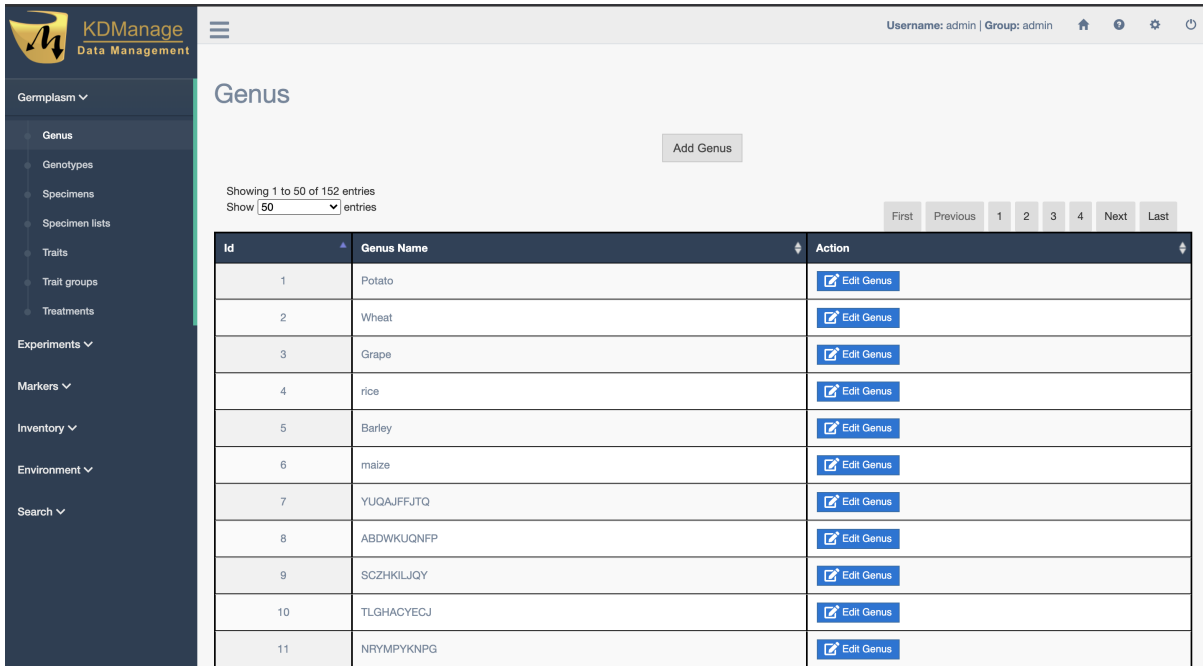 KDManage
Data Management
Username: admin | Group: admin
Germplasm
Genus
Genotypes
Specimens
Specimen lists
Traits
Trait groups
Treatments
Experiments
Markers
Inventory
Environment
Search
Genus
Add Genus
Showing 1 to 50 of 152 entries
Show 50 entries
First Previous 1 2 3 4 Next Last
Id Genus Name Action
1 Potato Edit Genus
2 Wheat Edit Genus
3 Grape Edit Genus
4 rice Edit Genus
5 Barley Edit Genus
6 maize Edit Genus
7 YUQAJFFJTQ Edit Genus
8 ABDWKUQNFP Edit Genus
9 SCZHKILJQY Edit Genus
10 TLGHACYECJ Edit Genus
11 NRYMPYKNPG Edit Genus